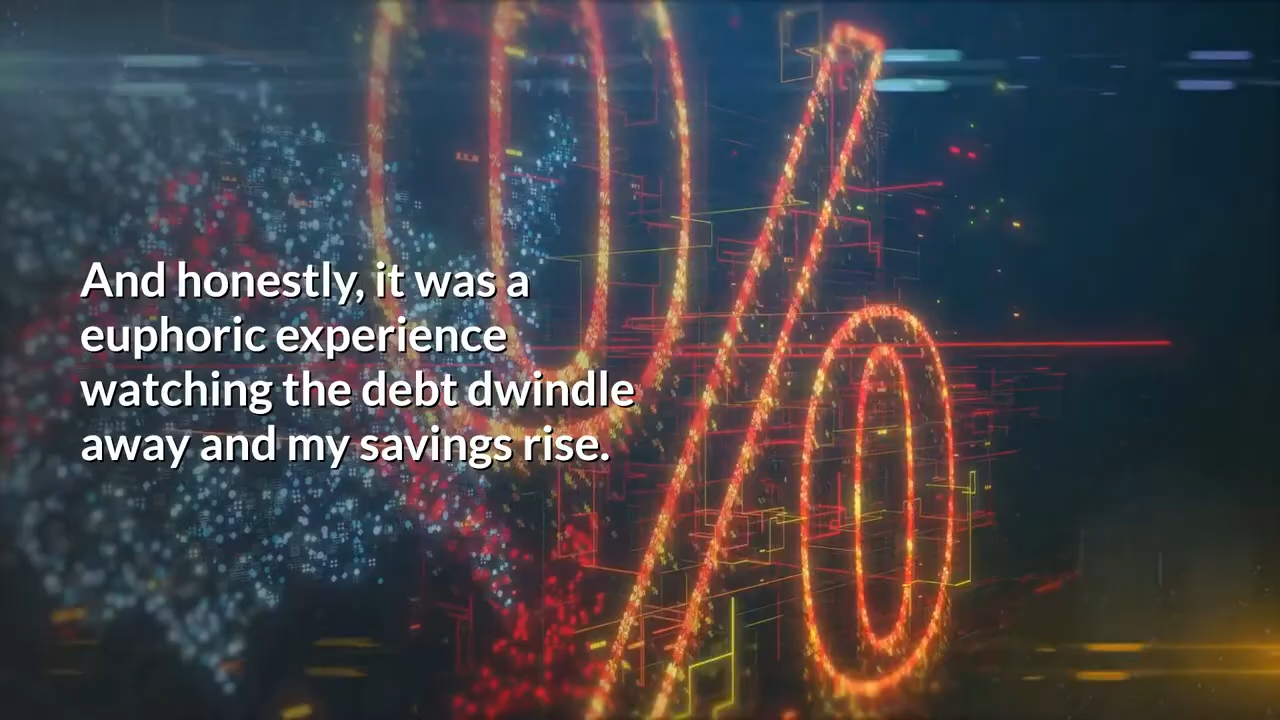 And honestly, it was a
euphoric experience
watching the debt dwindle
away and my savings rise.
%